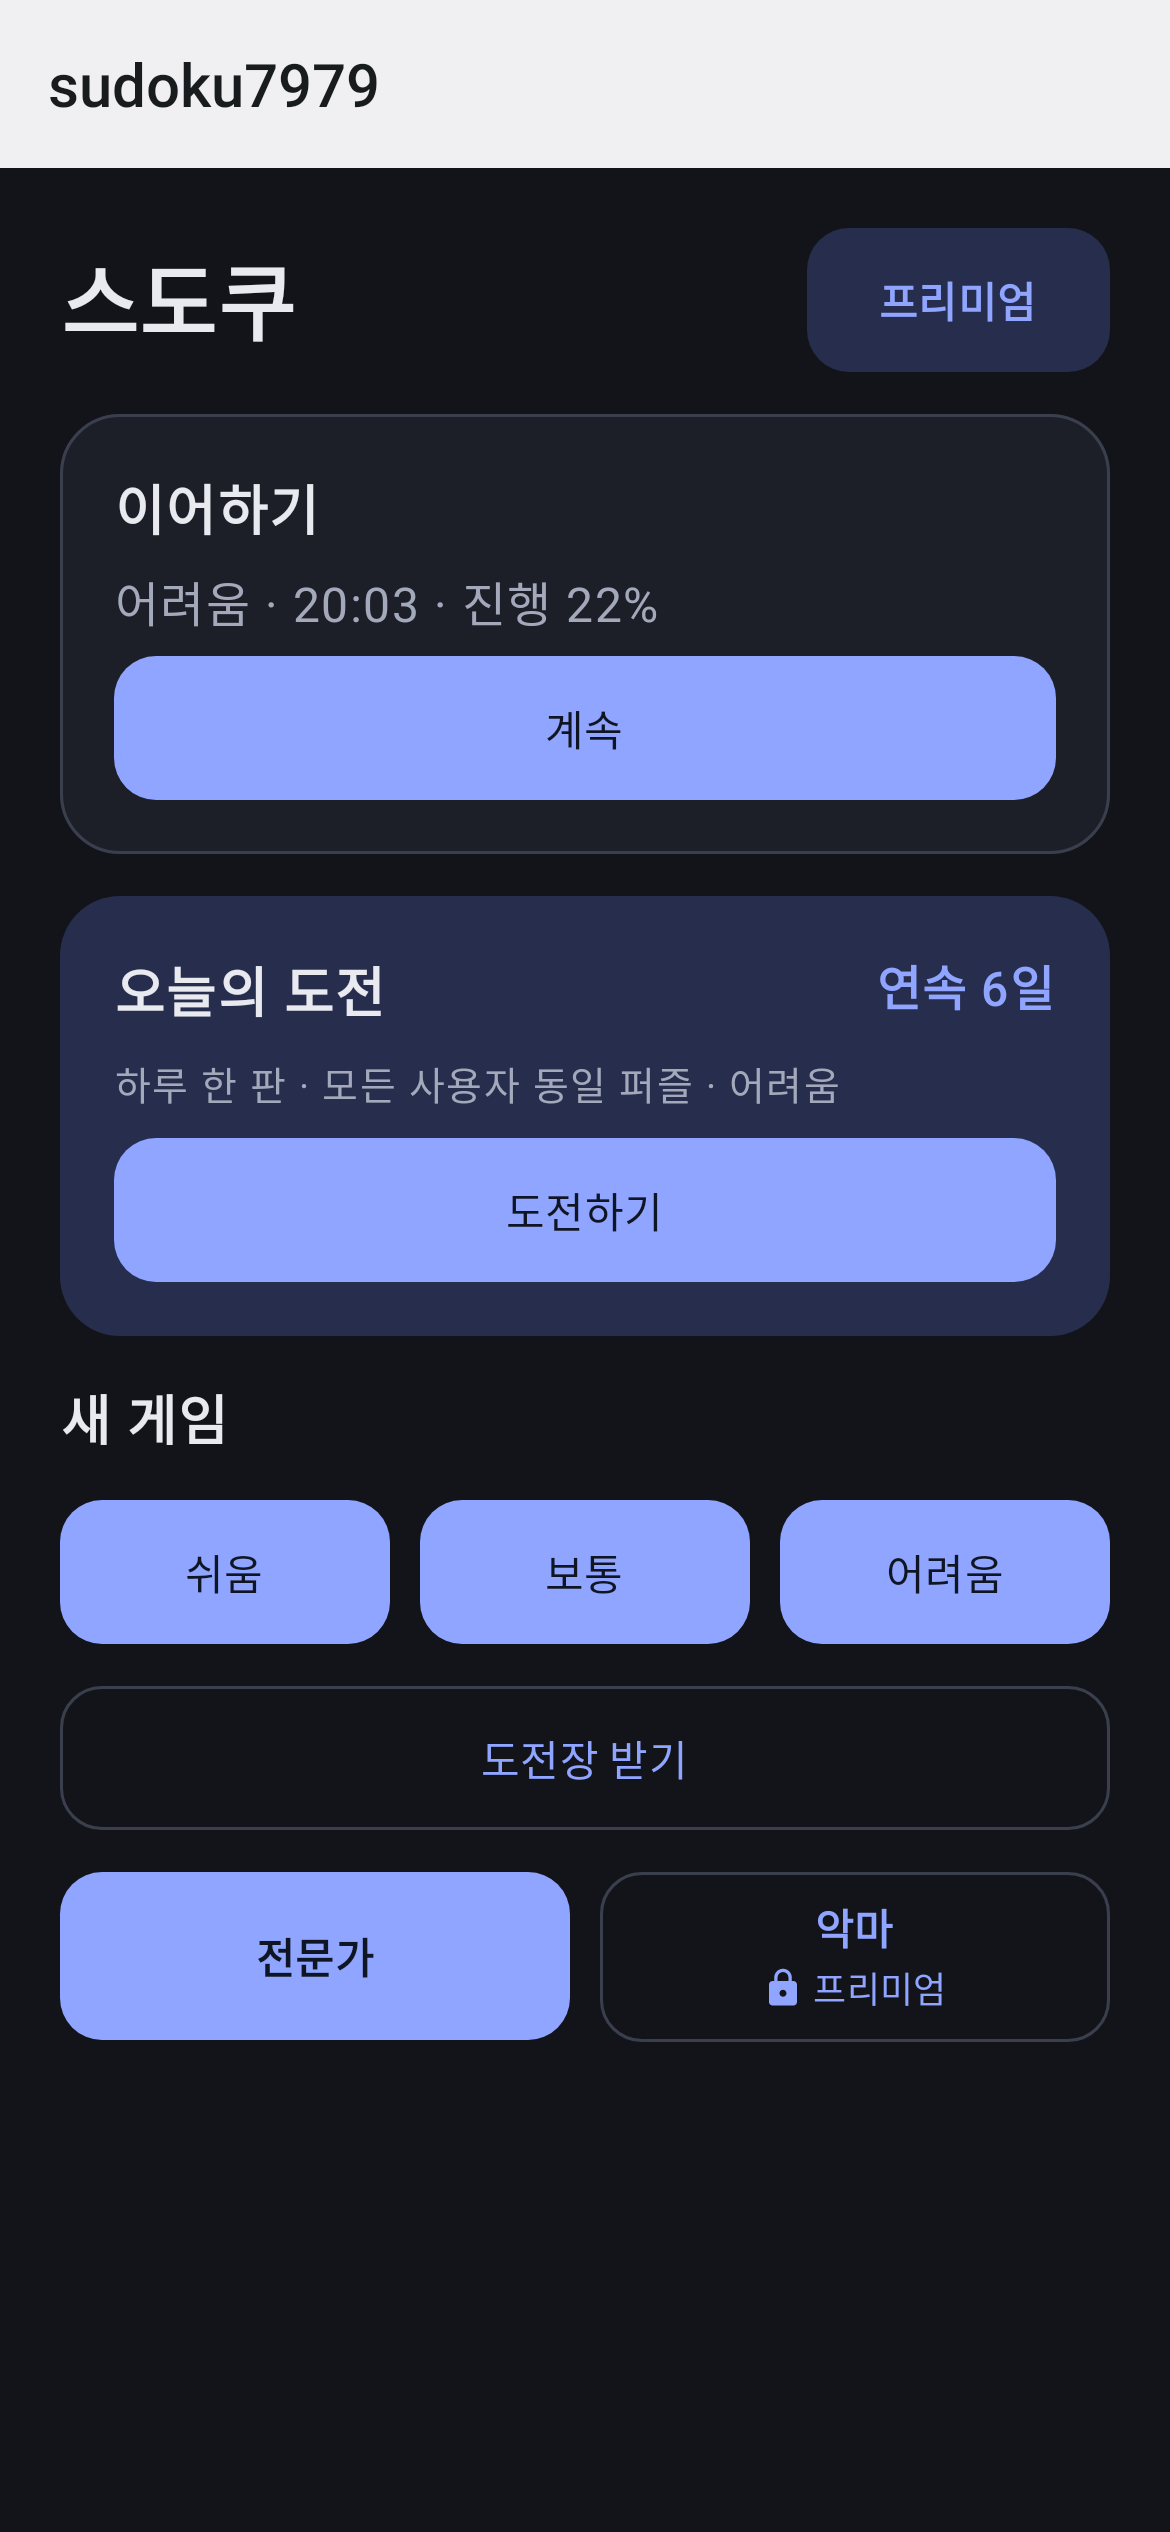 sudoku7979
스도쿠
프리미엄
이어하기
어려움 · 20:03 · 진행 22%
계속
오늘의 도전
연속 6일
하루 한 판 · 모든 사용자 동일 퍼즐 · 어려움
도전하기
새 게임
쉬움
보통
어려움
도전장 받기
전문가
악마
프리미엄